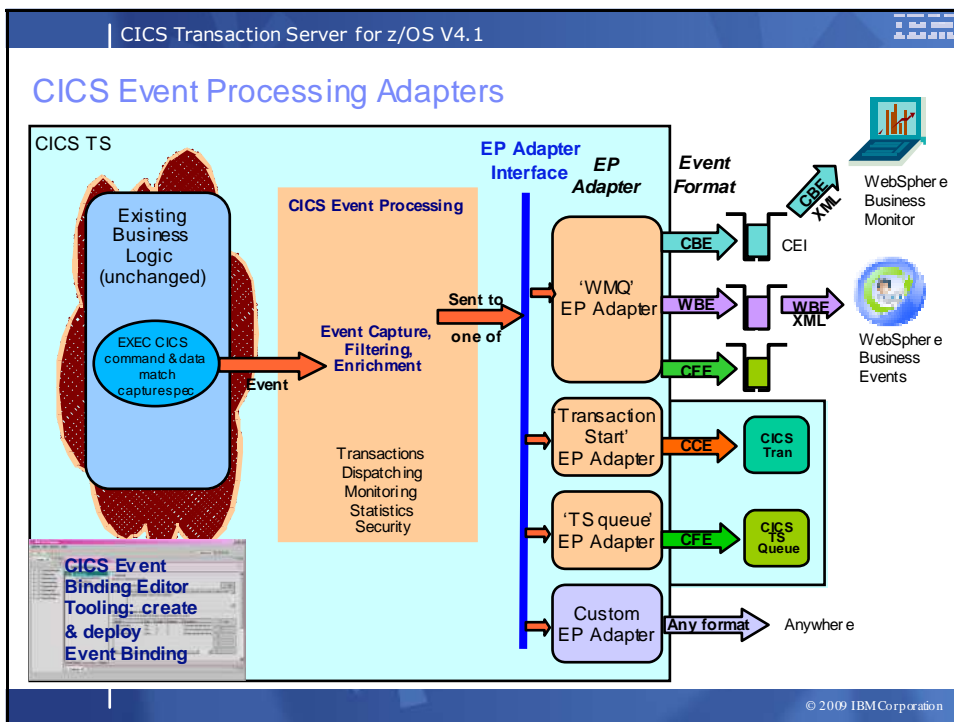 CICS Transaction Server for z/OS V4.1
IBM
CICS Event Processing Adapters
CICS TS
EP Adapter
Interface
EP
Adapter
Event
Format
Existing
Business
Logic
(unchanged)
EXEC CICS
command & data
match
capturespec
Event
CICS Event Processing
Event Capture,
Filtering,
Enrichment
Transactions
Dispatching
Monitoring
Statistics
Security
Sent to
one of
'WMQ'
EP Adapter
CBE
CEI
CBE
XML
WebSphere
Business
Monitor
WBE
WBE
XML
WebSphere
Business
Events
CFE
'Transaction
Start'
EP Adapter
CCE
CICS
Tran
'TS queue'
EP Adapter
CFE
CICS
TS
Queue
Custom
EP Adapter
Any format
Anywhere
CICS Event
Binding Editor
Tooling: create
& deploy
Event Binding
© 2009 IBM Corporation